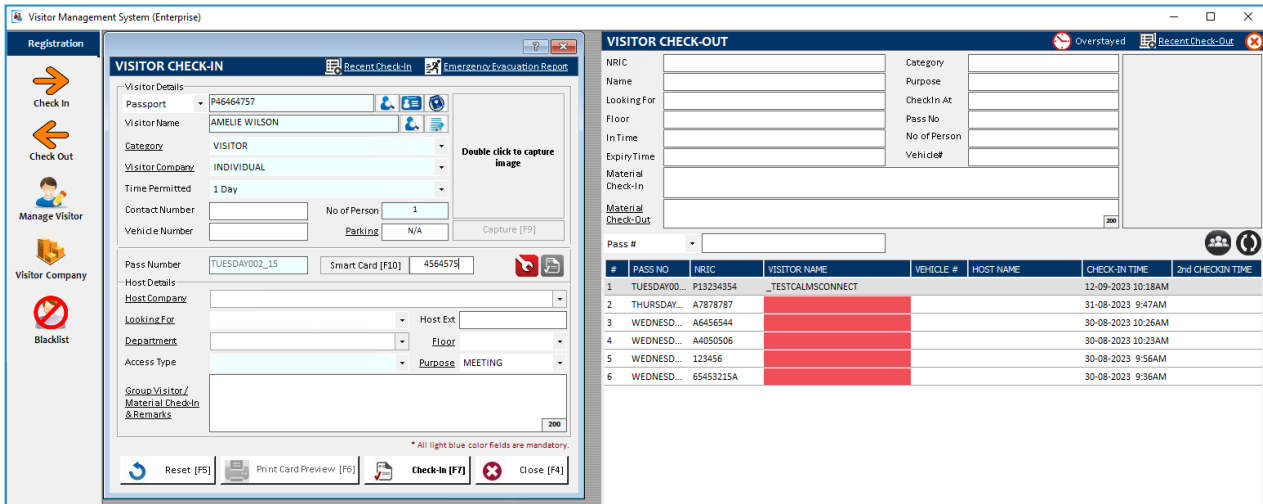 Visitor Management System (Enterprise)
Registration
Check In
Check Out
Manage Visitor
Visitor Company
Blacklist
VISITOR CHECK-IN
Recent Check-In
Emergency Evacuation Report
Visitor Details
Passport P46464757
Visitor Name AMELIE WILSON
Category VISITOR
Visitor Company INDIVIDUAL
Time Permitted 1 Day
Contact Number No of Person 1
Vehicle Number Parking N/A
Double click to capture
image
Capture [F9]
Pass Number TUESDAY002_15 Smart Card [F10] 4564575
Host Details
Host Company
Looking For Host Ext
Department Floor
Access Type Purpose MEETING
Group Visitor /
Material Check-In
& Remarks
200
* All light blue color fields are mandatory.
Reset [F5] Print Card Preview [F6] Check-In [F7] Close [F4]
VISITOR CHECK-OUT
Overstayed Recent Check-Out
NRIC Category
Name Purpose
Looking For CheckIn At
Floor Pass No
In Time No of Person
Expiry Time Vehicle#
Material
Check-In
Material
Check-Out
200
Pass #
# PASS NO NRIC VISITOR NAME VEHICLE # HOST NAME CHECK-IN TIME 2nd CHECKIN TIME
1 TUESDAY00... P13234354 _TESTCALMSCONNECT 12-09-2023 10:18AM
2 THURSDAY... A7878787 31-08-2023 9:47AM
3 WEDNESD... A6456544 30-08-2023 10:26AM
4 WEDNESD... A4050506 30-08-2023 10:23AM
5 WEDNESD... 123456 30-08-2023 9:56AM
6 WEDNESD... 65453215A 30-08-2023 9:36AM